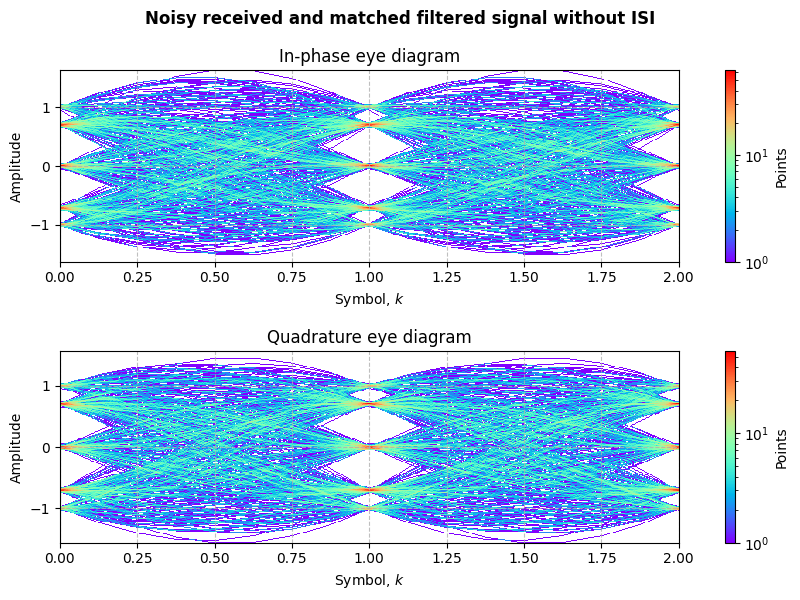 Noisy received and matched filtered signal without ISI
In-phase eye diagram
Amplitude
1
0
−1
0.00 0.25 0.50 0.75 1.00 1.25 1.50 1.75 2.00
Symbol, k
10¹
10⁰
Points
Quadrature eye diagram
Amplitude
1
0
−1
0.00 0.25 0.50 0.75 1.00 1.25 1.50 1.75 2.00
Symbol, k
10¹
10⁰
Points